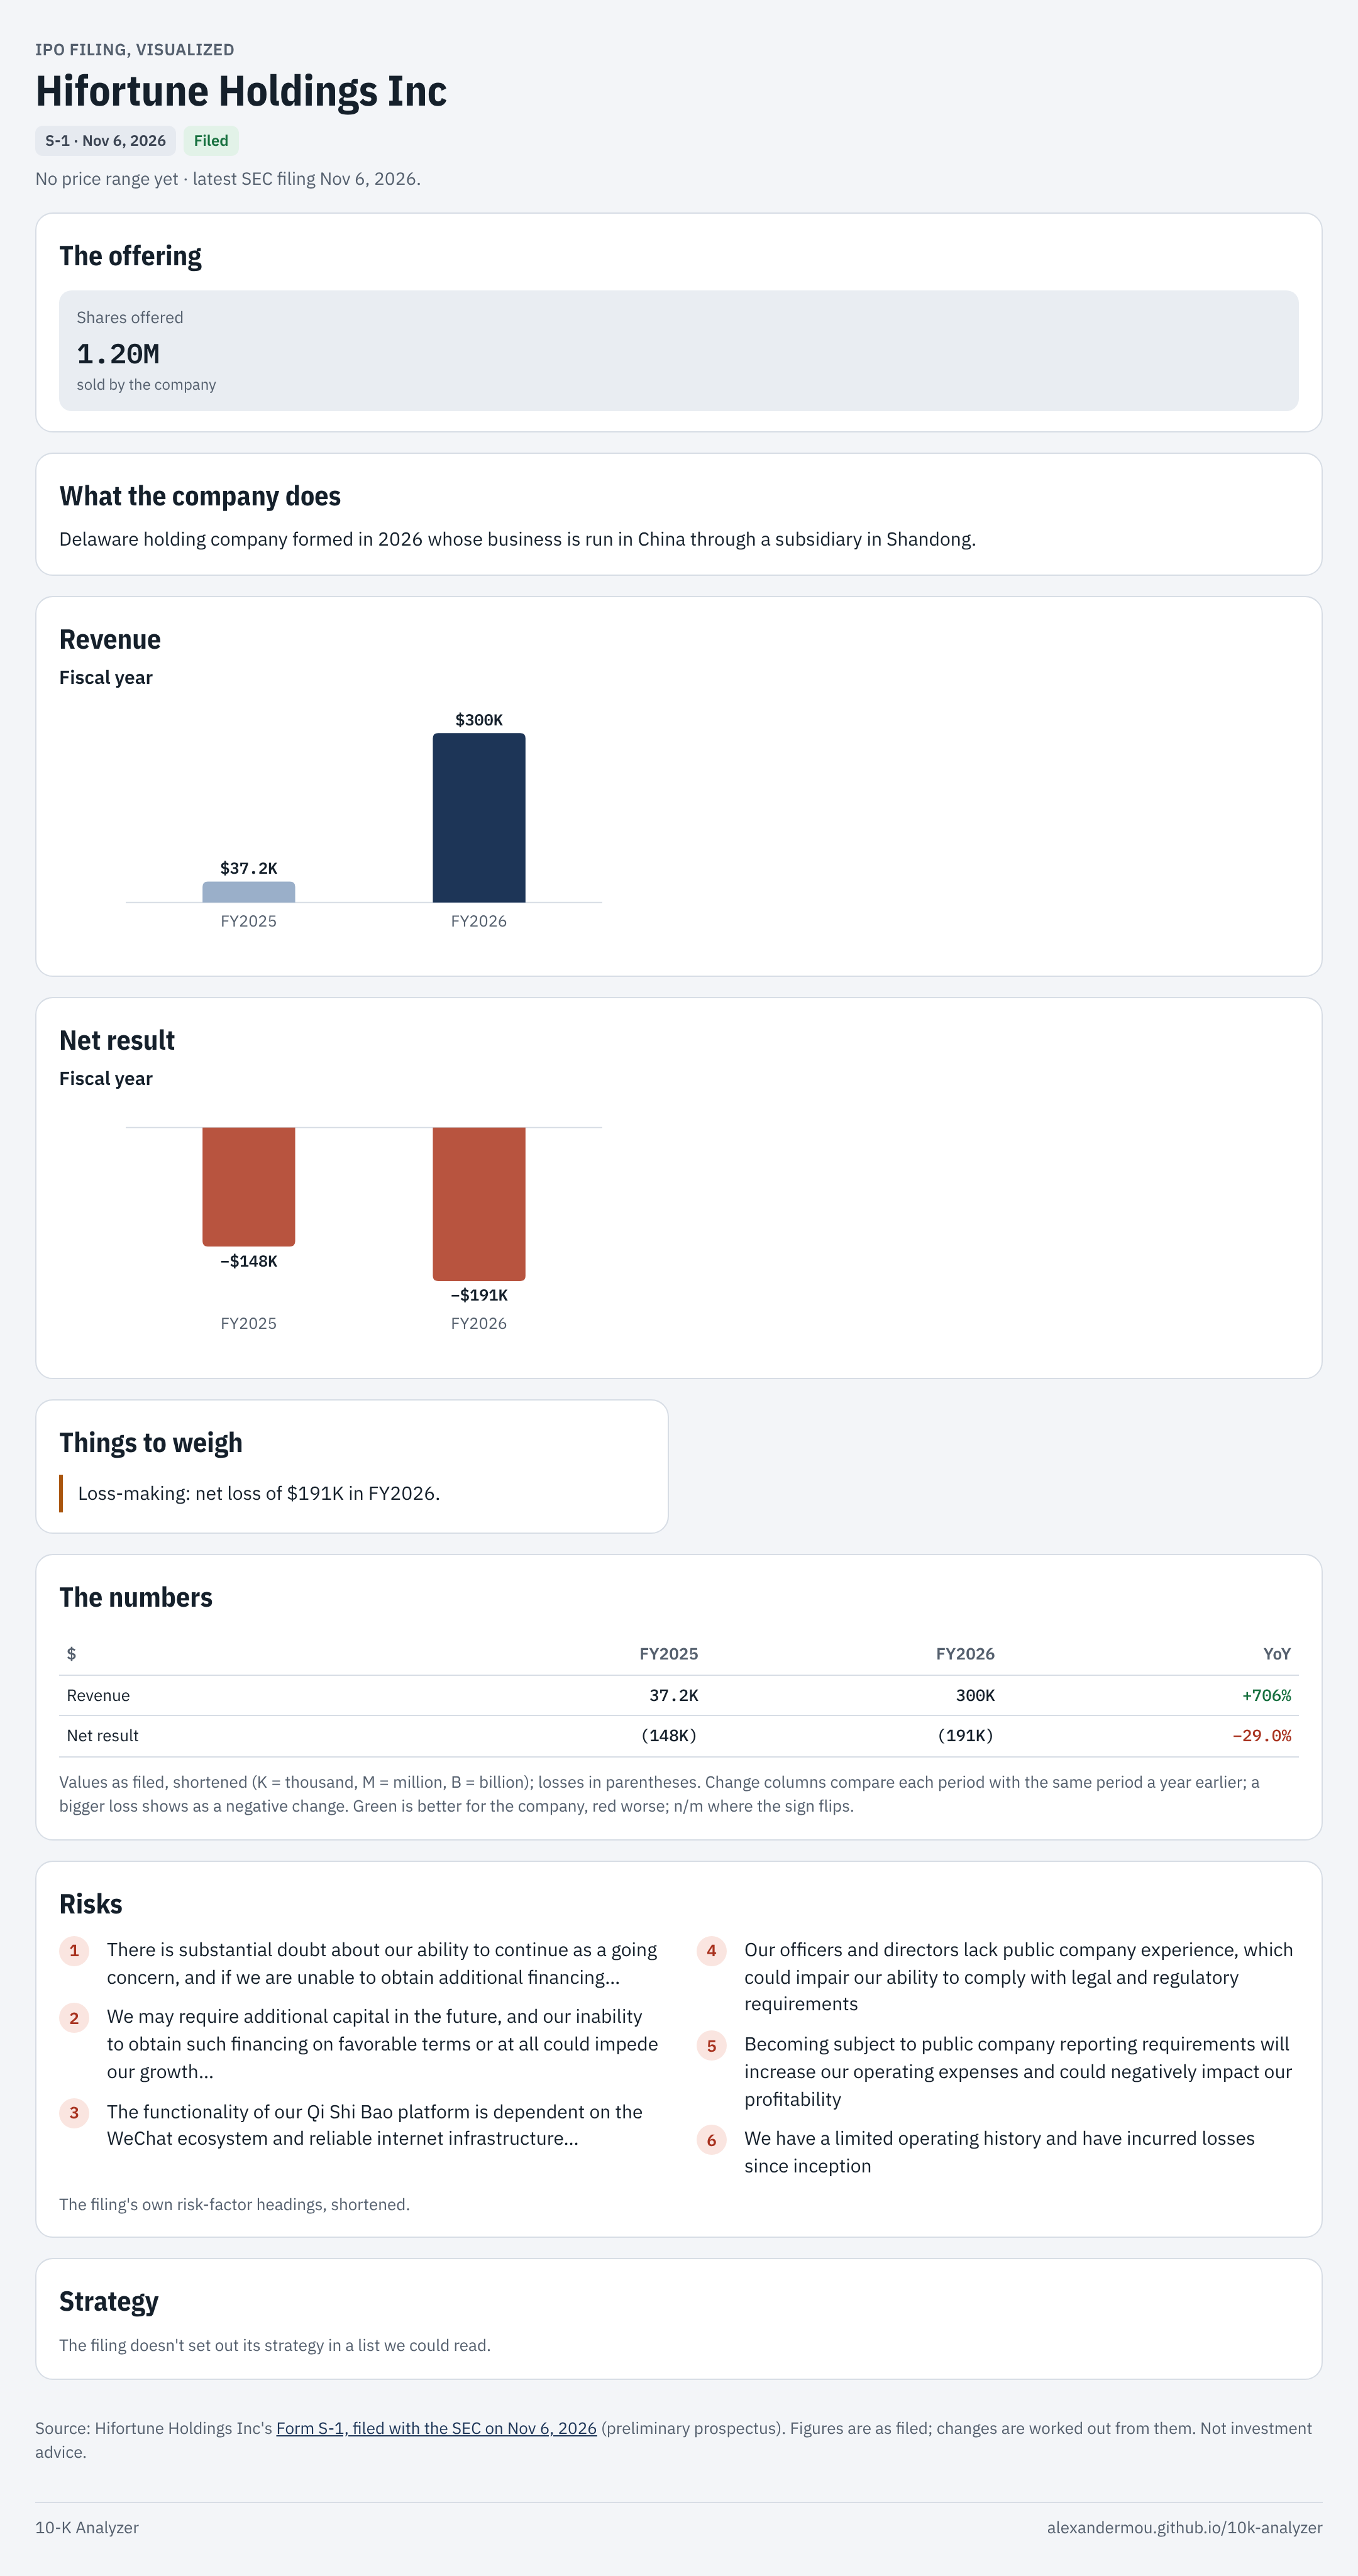 IPO FILING, VISUALIZED
Hifortune Holdings Inc
S-1 · Nov 6, 2026 Filed
No price range yet · latest SEC filing Nov 6, 2026.
The offering
Shares offered
1.20M
sold by the company
What the company does
Delaware holding company formed in 2026 whose business is run in China through a subsidiary in Shandong.
Revenue
Fiscal year
$300K
$37.2K
FY2025 FY2026
Net result
Fiscal year
−$148K
−$191K
FY2025 FY2026
Things to weigh
Loss-making: net loss of $191K in FY2026.
The numbers
$ FY2025 FY2026 YoY
Revenue 37.2K 300K +706%
Net result (148K) (191K) −29.0%
Values as filed, shortened (K = thousand, M = million, B = billion); losses in parentheses. Change columns compare each period with the same period a year earlier; a
bigger loss shows as a negative change. Green is better for the company, red worse; n/m where the sign flips.
Risks
1 There is substantial doubt about our ability to continue as a going
concern, and if we are unable to obtain additional financing…
2 We may require additional capital in the future, and our inability
to obtain such financing on favorable terms or at all could impede
our growth…
3 The functionality of our Qi Shi Bao platform is dependent on the
WeChat ecosystem and reliable internet infrastructure…
4 Our officers and directors lack public company experience, which
could impair our ability to comply with legal and regulatory
requirements
5 Becoming subject to public company reporting requirements will
increase our operating expenses and could negatively impact our
profitability
6 We have a limited operating history and have incurred losses
since inception
The filing's own risk-factor headings, shortened.
Strategy
The filing doesn't set out its strategy in a list we could read.
Source: Hifortune Holdings Inc's Form S-1, filed with the SEC on Nov 6, 2026 (preliminary prospectus). Figures are as filed; changes are worked out from them. Not investment
advice.
10-K Analyzer alexandermou.github.io/10k-analyzer